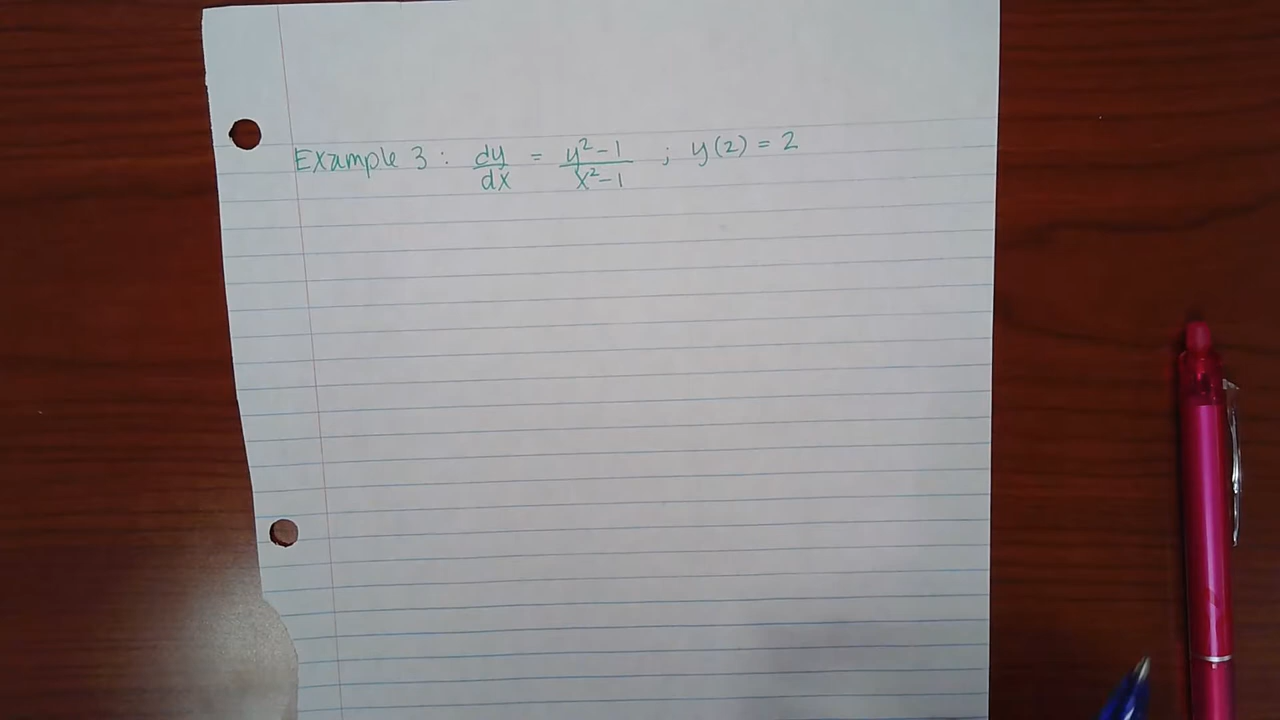 Example 3 : dy/dx = y²-1/x²-1 ; y(2) = 2